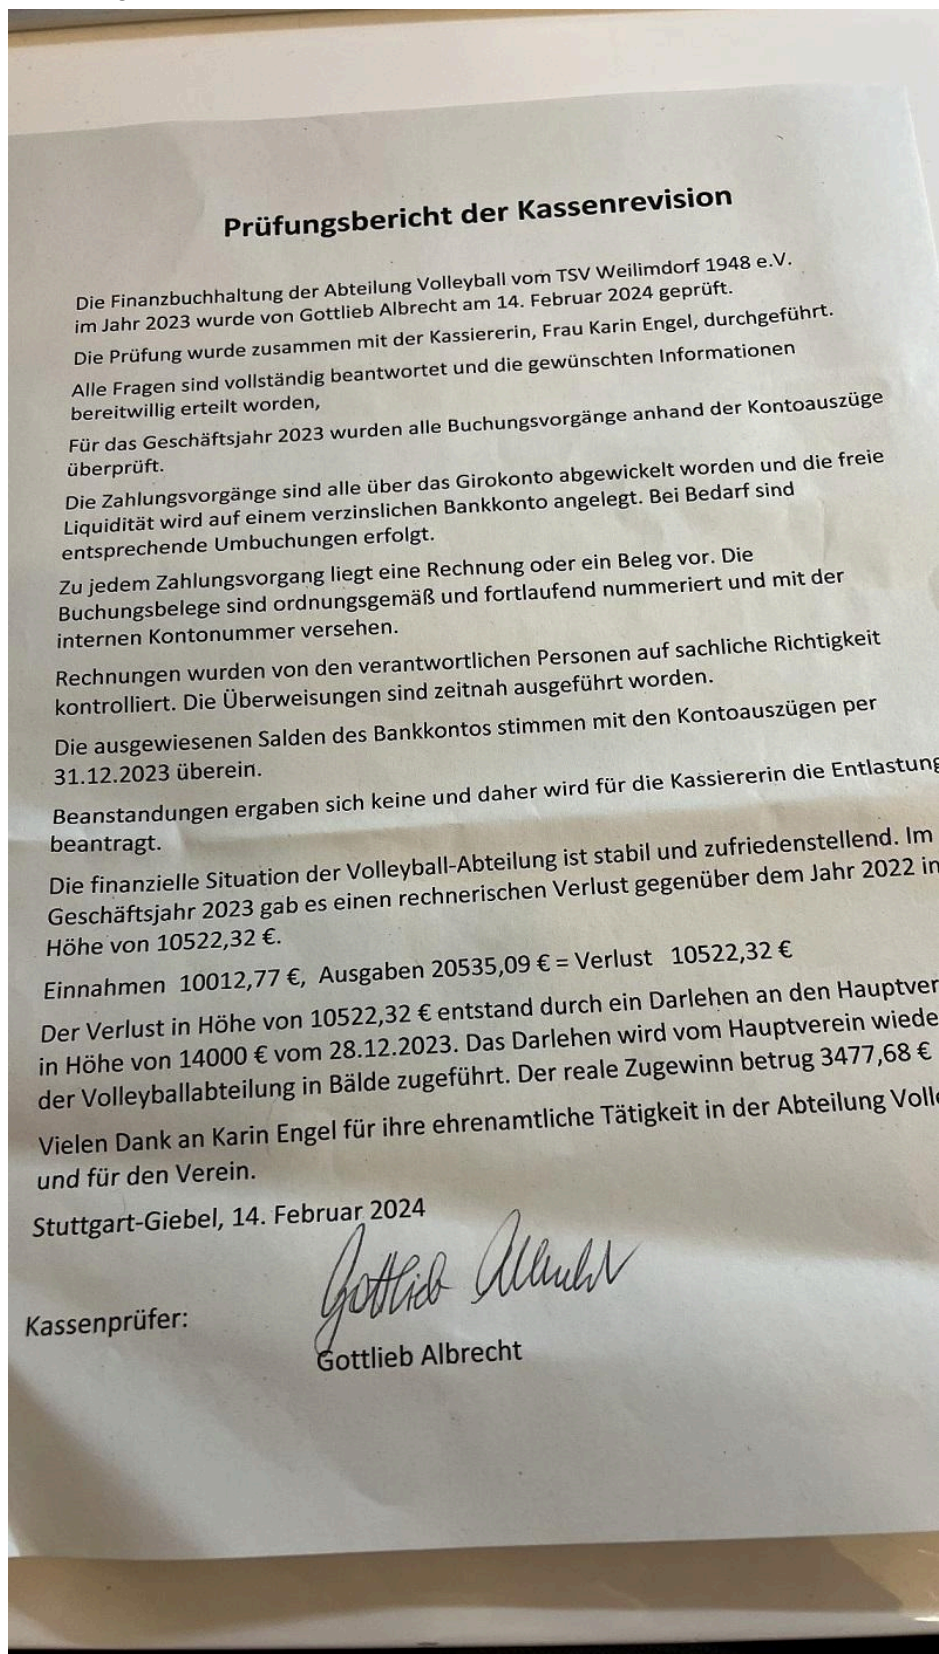 Prüfungsbericht der Kassenrevision
Die Finanzbuchhaltung der Abteilung Volleyball vom TSV Weilimdorf 1948 e.V.
im Jahr 2023 wurde von Gottlieb Albrecht am 14. Februar 2024 geprüft.
Die Prüfung wurde zusammen mit der Kassiererin, Frau Karin Engel, durchgeführt.
Alle Fragen sind vollständig beantwortet und die gewünschten Informationen
bereitwillig erteilt worden,
Für das Geschäftsjahr 2023 wurden alle Buchungsvorgänge anhand der Kontoauszüge
überprüft.
Die Zahlungsvorgänge sind alle über das Girokonto abgewickelt worden und die freie
Liquidität wird auf einem verzinslichen Bankkonto angelegt. Bei Bedarf sind
entsprechende Umbuchungen erfolgt.
Zu jedem Zahlungsvorgang liegt eine Rechnung oder ein Beleg vor. Die
Buchungsbelege sind ordnungsgemäß und fortlaufend nummeriert und mit der
internen Kontonummer versehen.
Rechnungen wurden von den verantwortlichen Personen auf sachliche Richtigkeit
kontrolliert. Die Überweisungen sind zeitnah ausgeführt worden.
Die ausgewiesenen Salden des Bankkontos stimmen mit den Kontoauszügen per
31.12.2023 überein.
Beanstandungen ergaben sich keine und daher wird für die Kassiererin die Entlastung
beantragt.
Die finanzielle Situation der Volleyball-Abteilung ist stabil und zufriedenstellend. Im
Geschäftsjahr 2023 gab es einen rechnerischen Verlust gegenüber dem Jahr 2022 in
Höhe von 10522,32 €.
Einnahmen 10012,77 €, Ausgaben 20535,09 € = Verlust 10522,32 €
Der Verlust in Höhe von 10522,32 € entstand durch ein Darlehen an den Hauptver
in Höhe von 14000 € vom 28.12.2023. Das Darlehen wird vom Hauptverein wiede
der Volleyballabteilung in Bälde zugeführt. Der reale Zugewinn betrug 3477,68 €
Vielen Dank an Karin Engel für ihre ehrenamtliche Tätigkeit in der Abteilung Volle
und für den Verein.
Stuttgart-Giebel, 14. Februar 2024
Gottlieb Albrecht
Kassenprüfer:
Gottlieb Albrecht